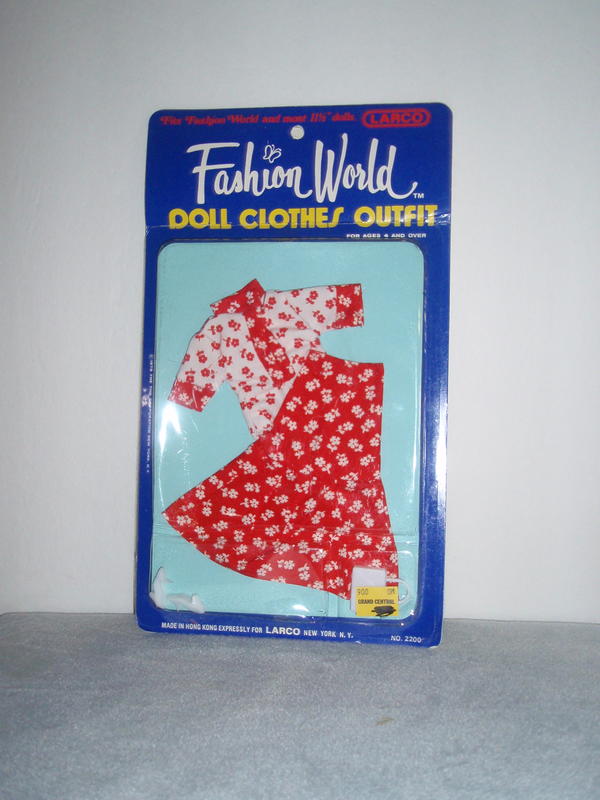 Fits Fashion World and most 11½" dolls.
LARCO
Fashion World
TM
DOLL CLOTHES OUTFIT
FOR AGES 4 AND OVER
900 DM
GRAND CENTRAL
MADE IN HONG KONG EXPRESSLY FOR LARCO NEW YORK N.Y.
NO. 2200